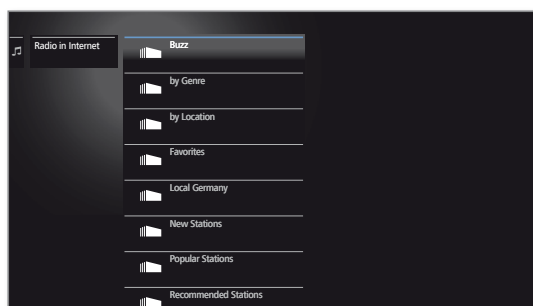 Radio in Internet
Buzz
by Genre
by Location
Favorites
Local Germany
New Stations
Popular Stations
Recommended Stations